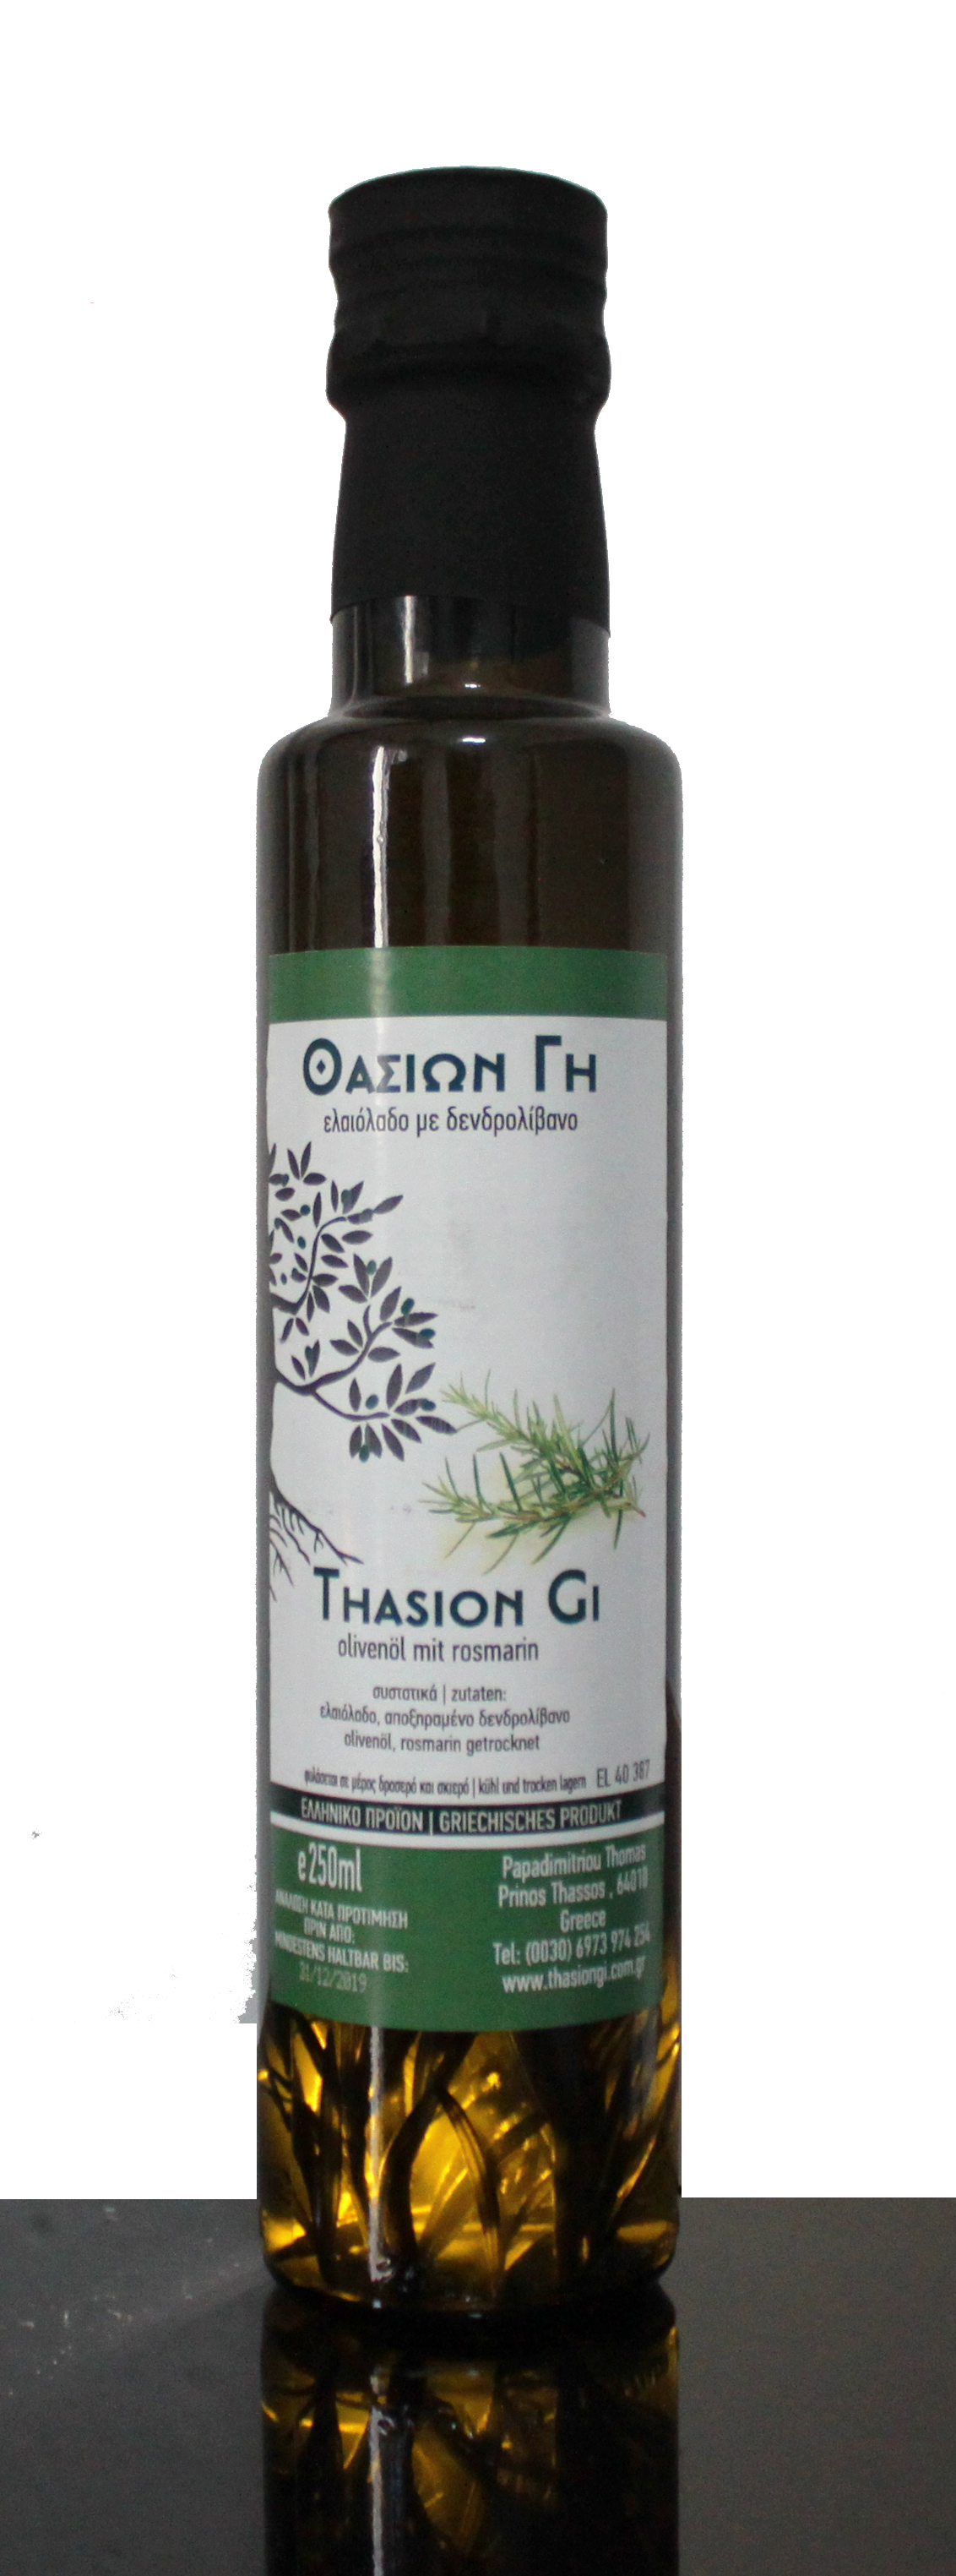 ΘΑΣΙΩΝ ΓΗ
ελαιόλαδο με δενδρολίβανο
THASION GI
olivenöl mit rosmarin
συστατικά | zutaten:
ελαιόλαδο, αποξηραμένο δενδρολίβανο
olivenöl, rosmarin getrocknet
φυλάσσεται σε μέρος δροσερό και σκιερό | kühl und trocken lagern EL 40 387
ΕΛΛΗΝΙΚΟ ΠΡΟΪΟΝ | GRIECHISCHES PRODUKT
e 250ml
ΑΝΑΛΩΣΗ ΚΑΤΑ ΠΡΟΤΙΜΗΣΗ
ΠΡΙΝ ΑΠΟ:
MINDESTENS HALTBAR BIS:
31/12/2019
Papadimitriou Thomas
Prinos Thassos , 64010
Greece
Tel: (0030) 6973 974 254
www.thasiongi.com.gr